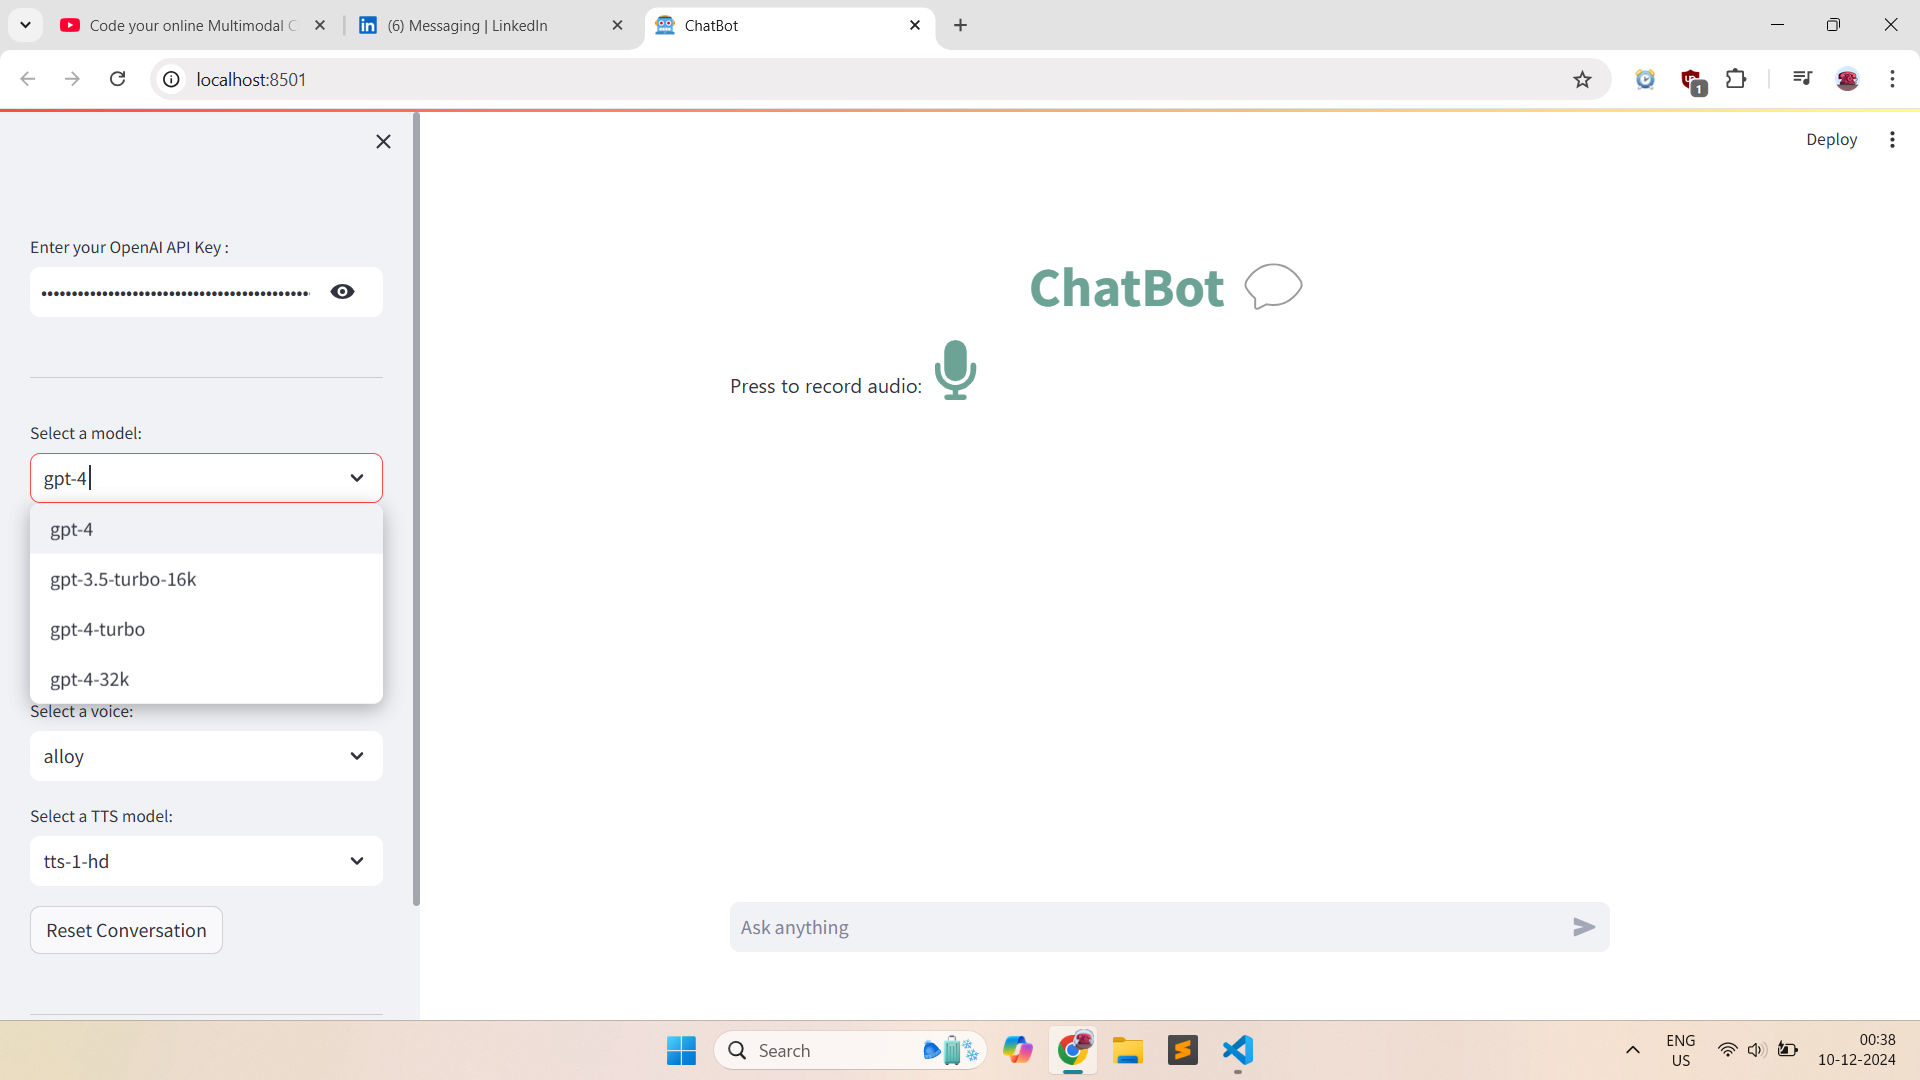 Code your online Multimodal C
(6) Messaging | LinkedIn
ChatBot
localhost:8501
1
Deploy
Enter your OpenAI API Key :
ChatBot
Press to record audio:
Select a model:
gpt-4
gpt-4
gpt-3.5-turbo-16k
gpt-4-turbo
gpt-4-32k
Select a voice:
alloy
Select a TTS model:
tts-1-hd
Reset Conversation
Ask anything
Search
ENG
US
00:38
10-12-2024